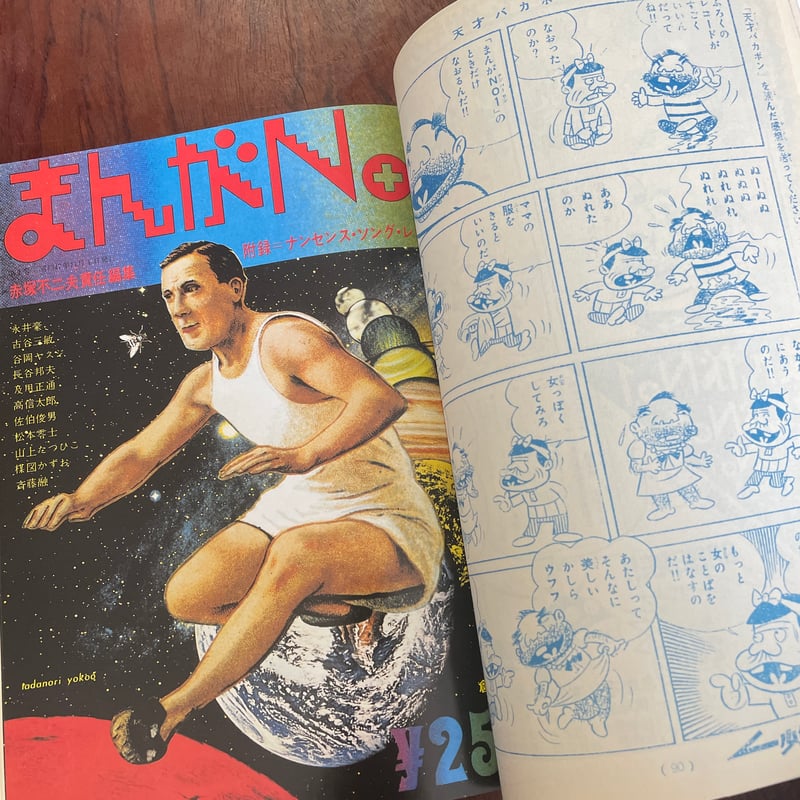 まんがNo
附録=ナンセンス・ソング・レ
赤塚不二夫責任編集
永井豪
古谷三敏
谷岡ヤスジ
長谷邦夫
及川正通
高信太郎
佐伯俊男
松本零士
山上たつひこ
楳図かずお
斉藤融
tadanori yokoo
¥25
天才バカボン
「天才バカボン」を読んだ感想を送ってください
ふろくの
レコードが
すごく
いいん
だって
ね!!
なおった
のか?
「まんがNo1」の
ときだけ
なおるんだ!!
ぬーぬぬ
ぬぬぬ
ぬれれ
ぬれれ
ああ
ぬれた
のか
ママの
服を
きると
いいのだ
にあう
のだ!!
女っぽく
してみろ
もっと
女の
ことばを
はなすの
だ!!
あたしって
そんなに
美しい
かしら
ウフフ
(90)